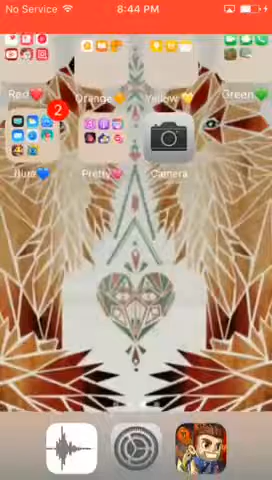 No Service 8:44 PM
Red❤️ Orange🧡 Yellow💛 Green💚
2
Blue💙 Pretty💓 Camera